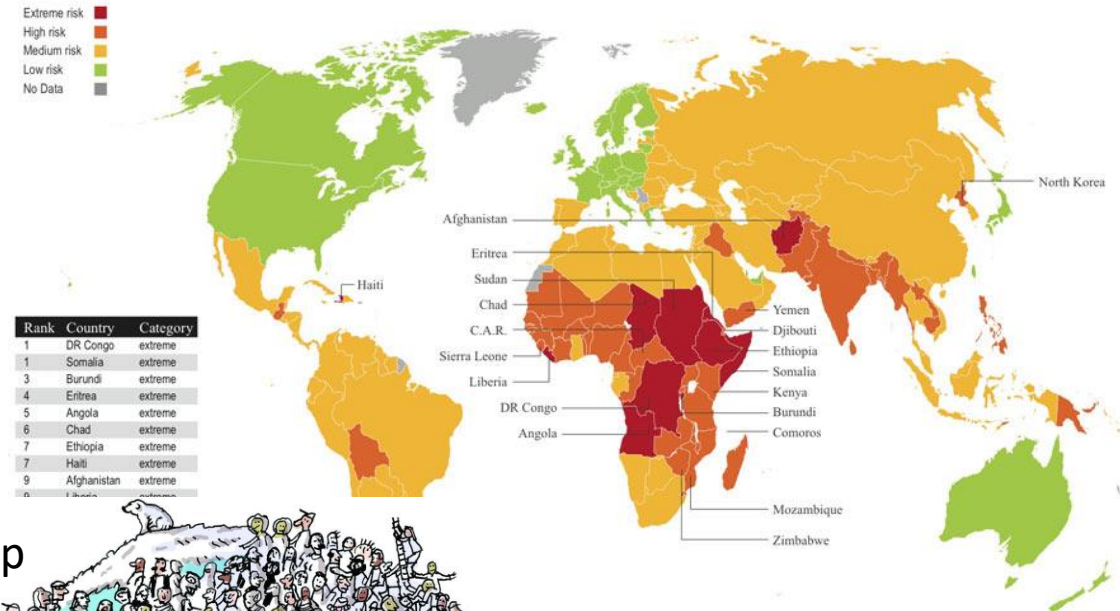 Extreme risk
High risk
Medium risk
Low risk
No Data
North Korea
Afghanistan
Eritrea
Sudan
Haiti
Chad
Yemen
C.A.R.
Djibouti
Sierra Leone
Ethiopia
Somalia
Liberia
Kenya
DR Congo
Burundi
Angola
Comoros
Mozambique
Zimbabwe
Rank Country Category
1 DR Congo extreme
1 Somalia extreme
3 Burundi extreme
4 Eritrea extreme
5 Angola extreme
6 Chad extreme
7 Ethiopia extreme
7 Haiti extreme
9 Afghanistan extreme
9 Liberia extreme
p